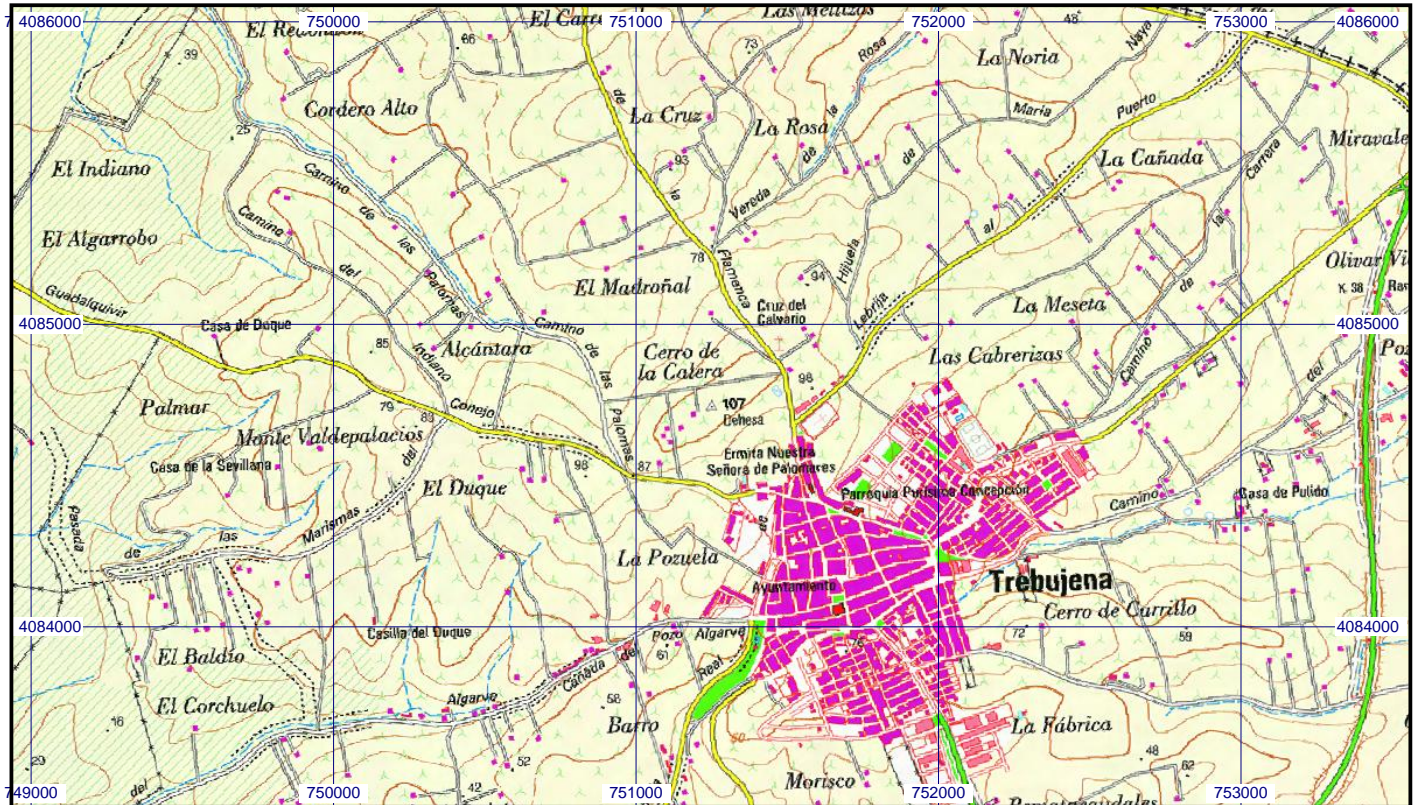 4086000
750000
751000
752000
753000
4086000
Las Mellizos
48
Naya
39
66
73
Rosa
La Noria
Cordero Alto
de
La Cruz
la
María
Puerto
25
La Rosa
de
Miravale
El Indiano
93
de
La Cañada
Carrera
Camino
la
Vereda
Camino
de
al
la
El Algarrobo
las
78
Flamenca
Hijuela
Olivar Vi
del
Palomas
El Madroñal
94
de
K. 38
Guadalquivir
Cruz del
Calvario
La Meseta
4085000
Casa de Duque
Camino
Lebrija
4085000
85
Indiano
Alcántara
de
Cerro de
la Calera
Las Cabrerizas
Camino
del
las
98
Palmar
79
83
Conejo
Palomas
107
Dehesa
Monte Valdepalacios
del
Ermita Nuestra
Señora de Palomares
Casa de la Sevillana
98
87
El Duque
Parroquia Purísima Concepción
Camino
Casa de Pulido
Pasada
de
las
Marismas
La Pozuela
Ayuntamiento
Trebujena
Cerro de Currillo
4084000
Casilla del Duque
Pozo
Algarve
72
59
4084000
El Baldío
61
Real
76
Cañada
del
El Corchuelo
Algarve
58
16
Barro
La Fábrica
60
20
52
48
62
del
42
Morisco
749000
750000
751000
752000
753000